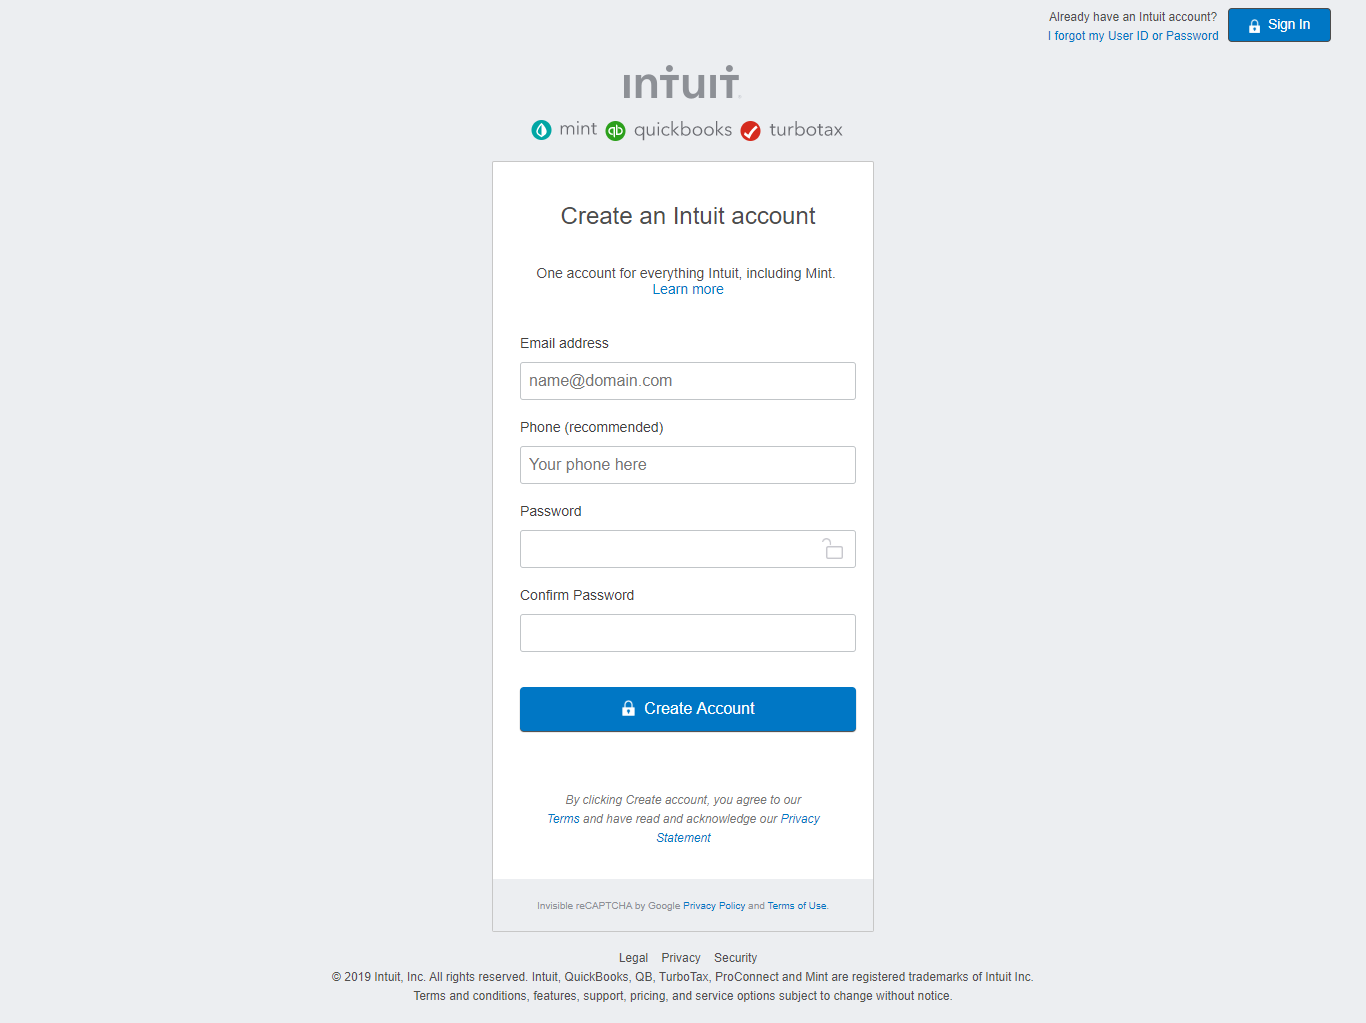 Already have an Intuit account?
I forgot my User ID or Password
Sign In
intuit
mint quickbooks turbotax
Create an Intuit account
One account for everything Intuit, including Mint.
Learn more
Email address
name@domain.com
Phone (recommended)
Your phone here
Password
Confirm Password
Create Account
By clicking Create account, you agree to our
Terms and have read and acknowledge our Privacy
Statement
Invisible reCAPTCHA by Google Privacy Policy and Terms of Use.
Legal Privacy Security
© 2019 Intuit, Inc. All rights reserved. Intuit, QuickBooks, QB, TurboTax, ProConnect and Mint are registered trademarks of Intuit Inc.
Terms and conditions, features, support, pricing, and service options subject to change without notice.